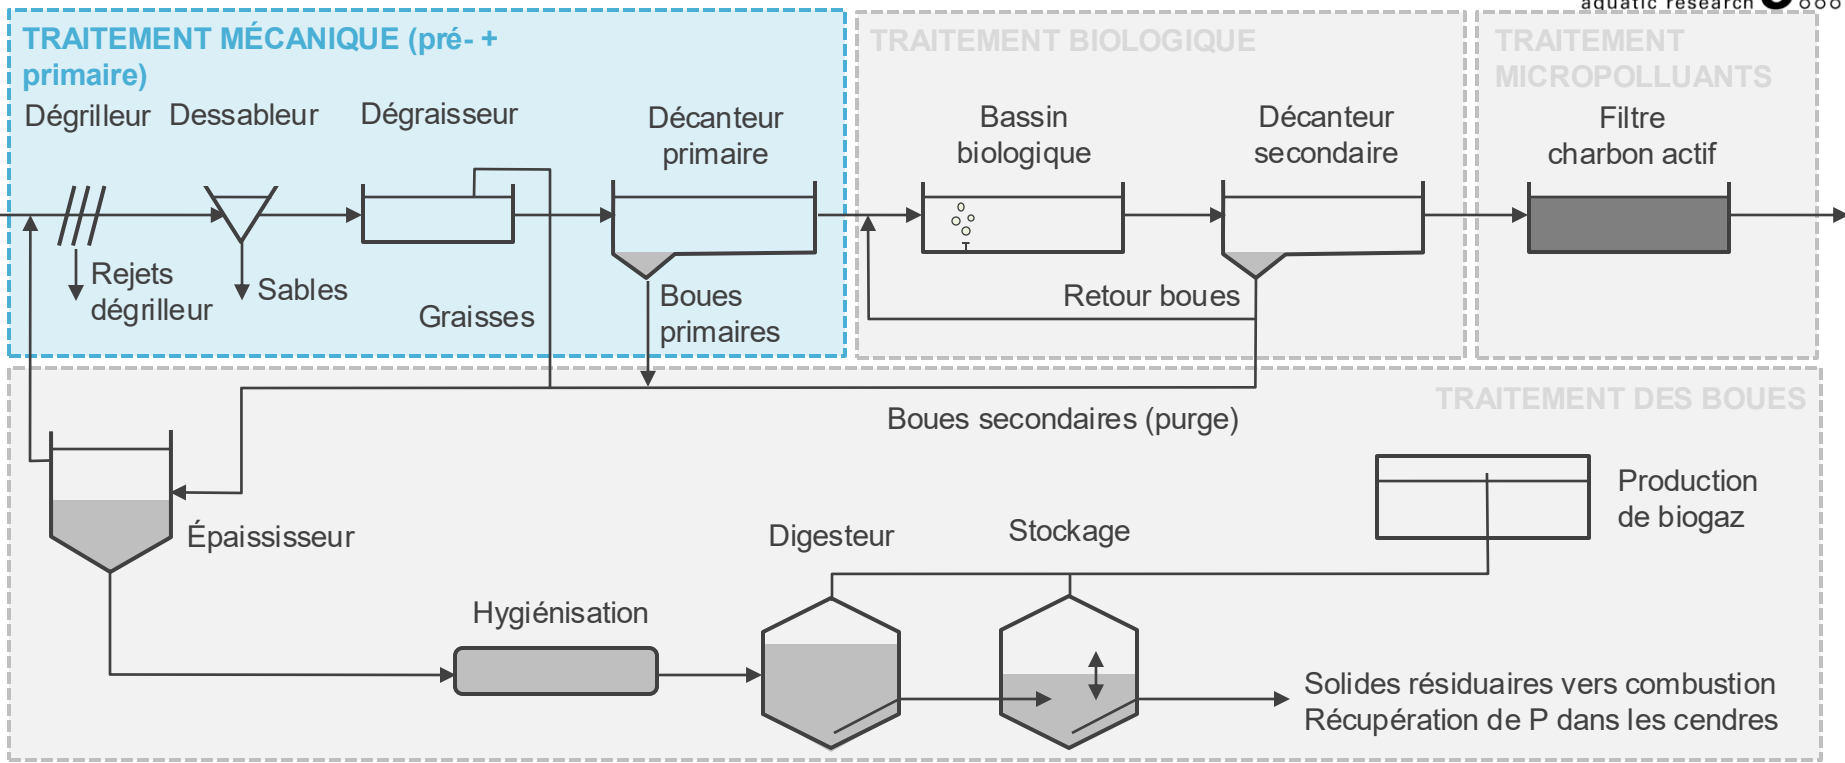 aquatic research
TRAITEMENT MÉCANIQUE (pré- +
primaire)
TRAITEMENT BIOLOGIQUE
TRAITEMENT
MICROPOLLUANTS
Dégrilleur
Dessableur
Dégraisseur
Décanteur
primaire
Bassin
biologique
Décanteur
secondaire
Filtre
charbon actif
Rejets
dégrilleur
Sables
Graisses
Boues
primaires
Retour boues
TRAITEMENT DES BOUES
Boues secondaires (purge)
Épaississeur
Production
de biogaz
Digesteur
Stockage
Hygiénisation
Solides résiduaires vers combustion
Récupération de P dans les cendres